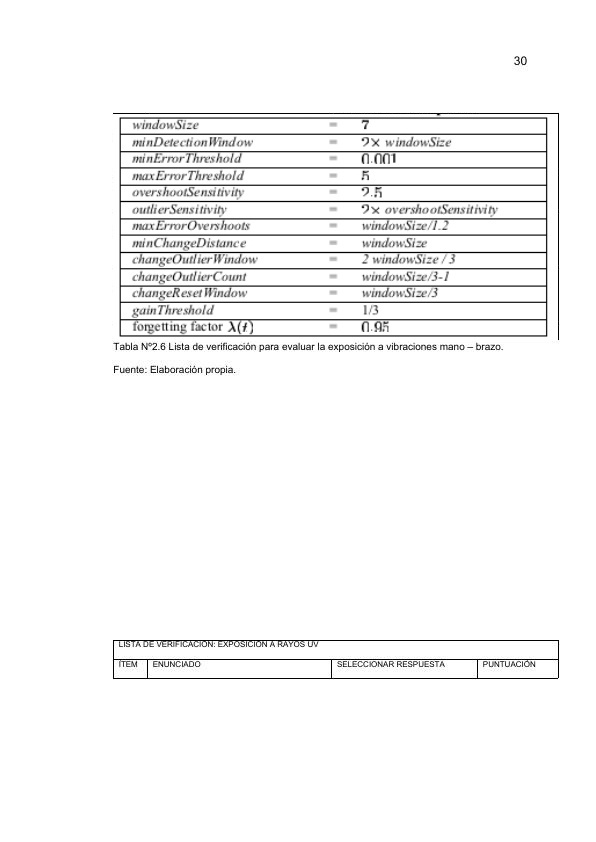 30
windowSize = 7
minDetectionWindow = 2× windowSize
minErrorThreshold = 0.001
maxErrorThreshold = 5
overshootSensitivity = 2.5
outlierSensitivity = 2× overshootSensitivity
maxErrorOvershoots = windowSize/1.2
minChangeDistance = windowSize
changeOutlierWindow = 2 windowSize / 3
changeOutlierCount = windowSize/3-1
changeResetWindow = windowSize/3
gainThreshold = 1/3
forgetting factor λ(t) = 0.95
Tabla Nº2.6 Lista de verificación para evaluar la exposición a vibraciones mano – brazo.
Fuente: Elaboración propia.
LISTA DE VERIFICACIÓN: EXPOSICIÓN A RAYOS UV
ÍTEM ENUNCIADO SELECCIONAR RESPUESTA PUNTUACIÓN